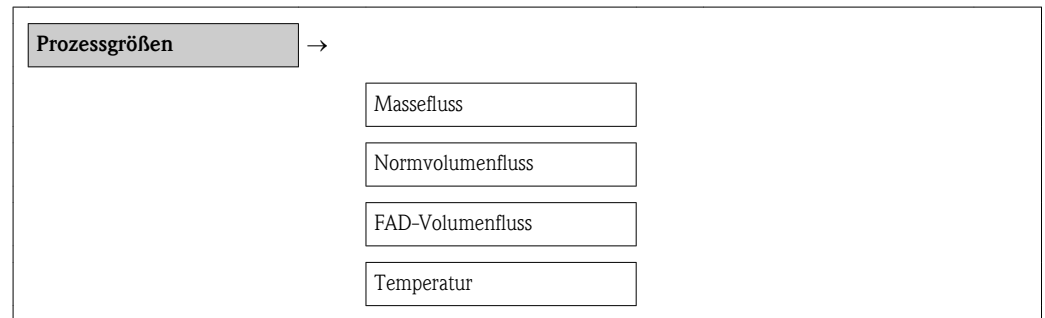 Prozessgrößen →
Massefluss
Normvolumenfluss
FAD-Volumenfluss
Temperatur